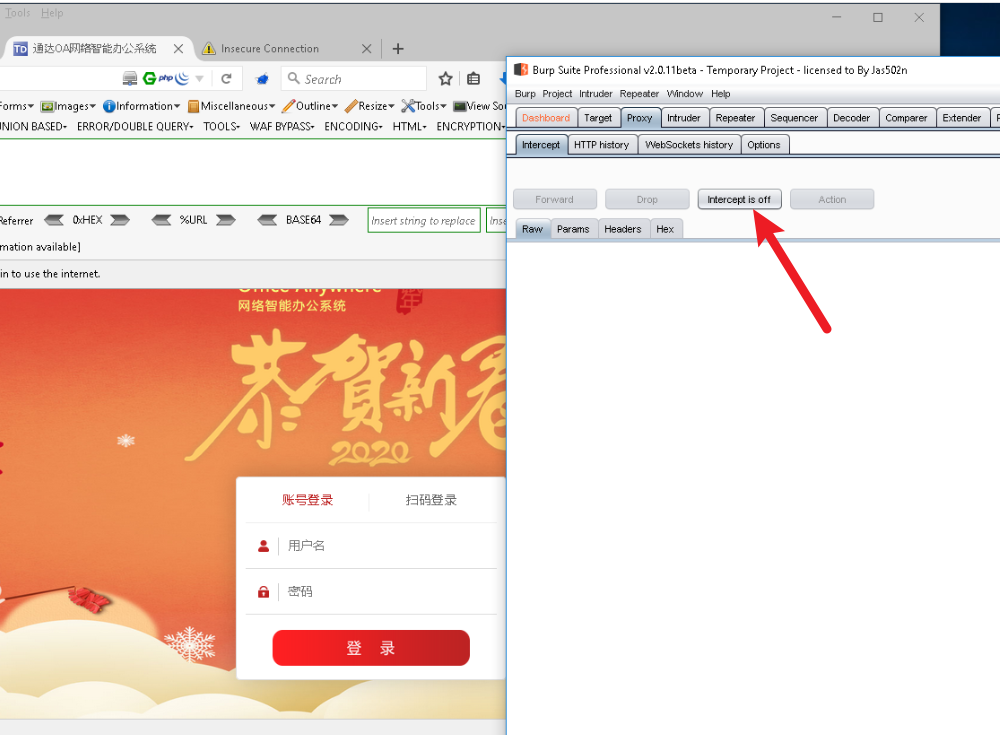 Tools Help
TD 通达OA网络智能办公系统
Insecure Connection
php
Search
Forms Images Information Miscellaneous Outline Resize Tools View Sou
UNION BASED ERROR/DOUBLE QUERY TOOLS WAF BYPASS ENCODING HTML ENCRYPTION
Referrer 0xHEX %URL BASE64 Insert string to replace Inse
mation available]
in to use the internet.
Office Anywhere
网络智能办公系统
恭賀新春
2020
账号登录 扫码登录
用户名
密码
登 录
Burp Suite Professional v2.0.11beta - Temporary Project - licensed to By Jas502n
Burp Project Intruder Repeater Window Help
Dashboard Target Proxy Intruder Repeater Sequencer Decoder Comparer Extender
Intercept HTTP history WebSockets history Options
Forward Drop Intercept is off Action
Raw Params Headers Hex